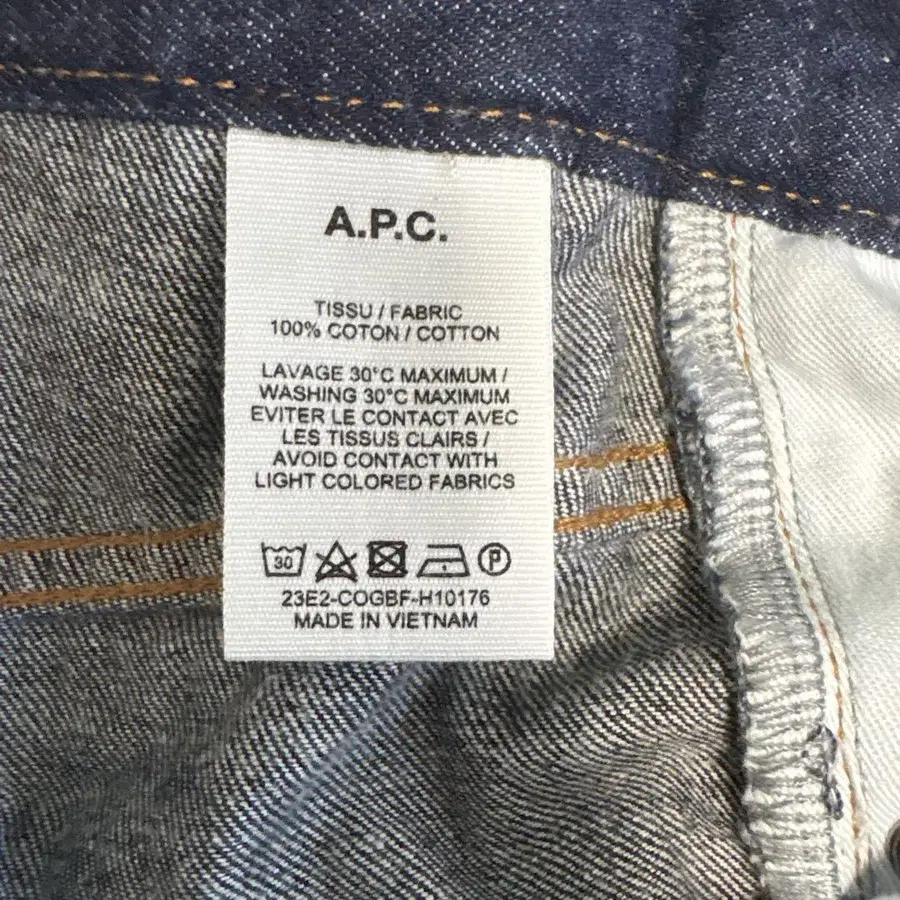 A.P.C.
TISSU / FABRIC
100% COTON / COTTON
LAVAGE 30°C MAXIMUM /
WASHING 30°C MAXIMUM
EVITER LE CONTACT AVEC
LES TISSUS CLAIRS /
AVOID CONTACT WITH
LIGHT COLORED FABRICS
30 P
23E2-COGBF-H10176
MADE IN VIETNAM